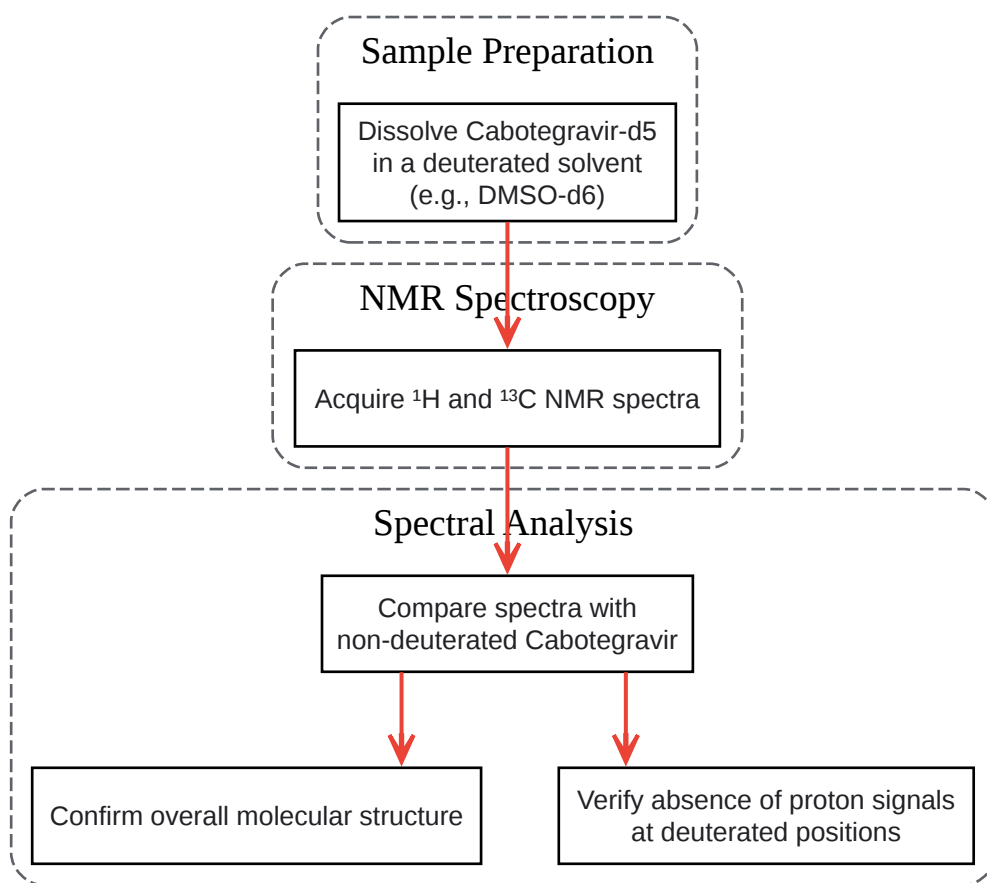 Sample Preparation
Dissolve Cabotegravir-d5
in a deuterated solvent
(e.g., DMSO-d6)
NMR Spectroscopy
Acquire ¹H and ¹³C NMR spectra
Spectral Analysis
Compare spectra with
non-deuterated Cabotegravir
Confirm overall molecular structure
Verify absence of proton signals
at deuterated positions